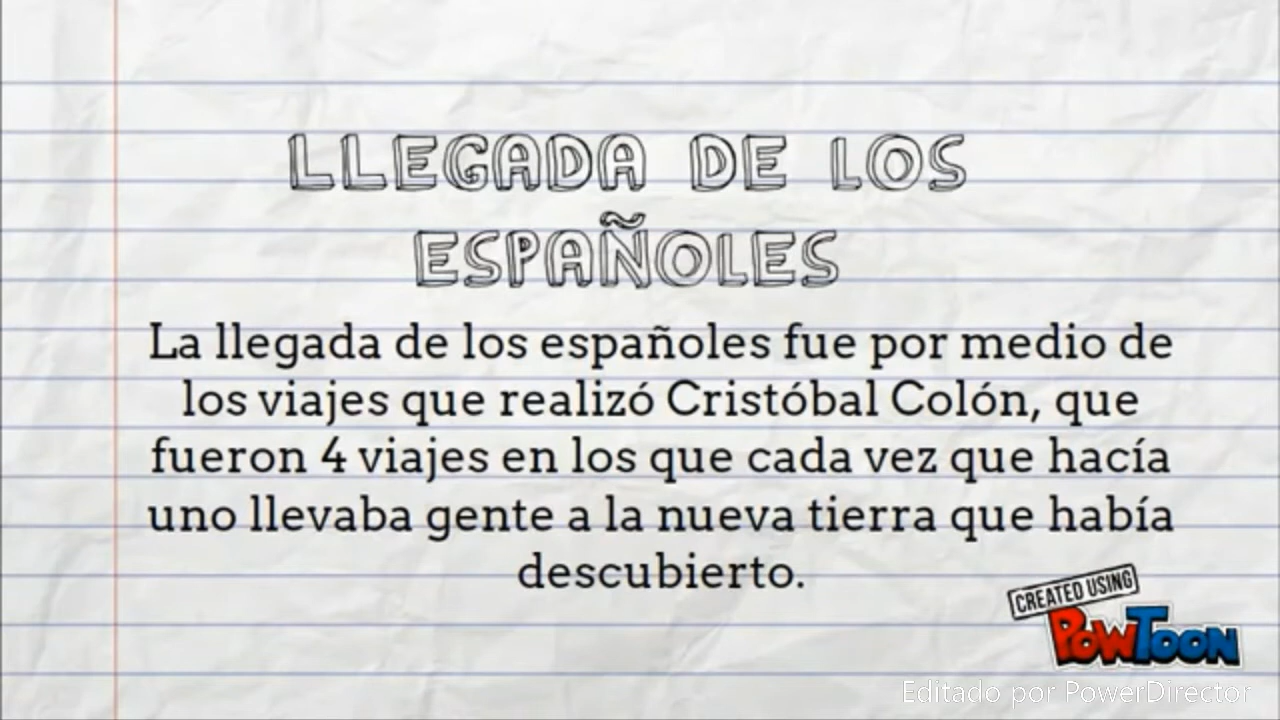 LLEGADA DE LOS
ESPAÑOLES
La llegada de los españoles fue por medio de
los viajes que realizó Cristóbal Colón, que
fueron 4 viajes en los que cada vez que hacía
uno llevaba gente a la nueva tierra que había
descubierto.
CREATED USING
POWTOON
Editado por PowerDirector